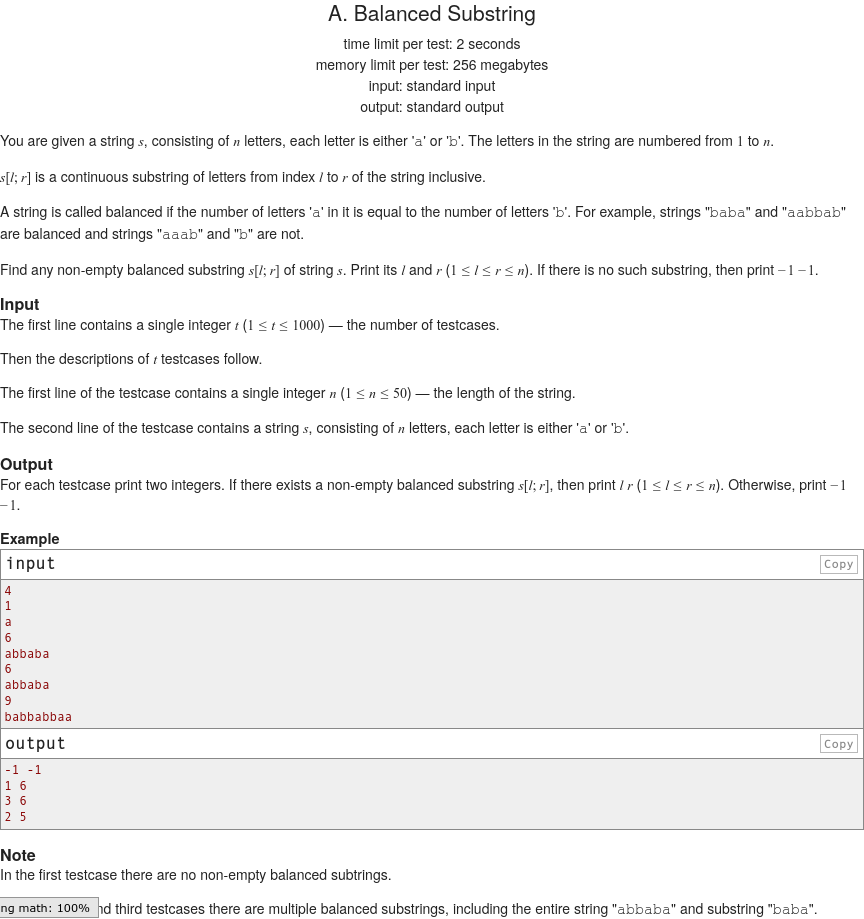 A. Balanced Substring
time limit per test: 2 seconds
memory limit per test: 256 megabytes
input: standard input
output: standard output
You are given a string s, consisting of n letters, each letter is either 'a' or 'b'. The letters in the string are numbered from 1 to n.
s[l; r] is a continuous substring of letters from index l to r of the string inclusive.
A string is called balanced if the number of letters 'a' in it is equal to the number of letters 'b'. For example, strings "baba" and "aabbab"
are balanced and strings "aaab" and "b" are not.
Find any non-empty balanced substring s[l; r] of string s. Print its l and r (1 ≤ l ≤ r ≤ n). If there is no such substring, then print −1 −1.
Input
The first line contains a single integer t (1 ≤ t ≤ 1000) — the number of testcases.
Then the descriptions of t testcases follow.
The first line of the testcase contains a single integer n (1 ≤ n ≤ 50) — the length of the string.
The second line of the testcase contains a string s, consisting of n letters, each letter is either 'a' or 'b'.
Output
For each testcase print two integers. If there exists a non-empty balanced substring s[l; r], then print l r (1 ≤ l ≤ r ≤ n). Otherwise, print −1
−1.
Example
input Copy
4
1
a
6
abbaba
6
abbaba
9
babbabbaa
output Copy
-1 -1
1 6
3 6
2 5
Note
In the first testcase there are no non-empty balanced subtrings.
ng math: 100% nd third testcases there are multiple balanced substrings, including the entire string "abbaba" and substring "baba".